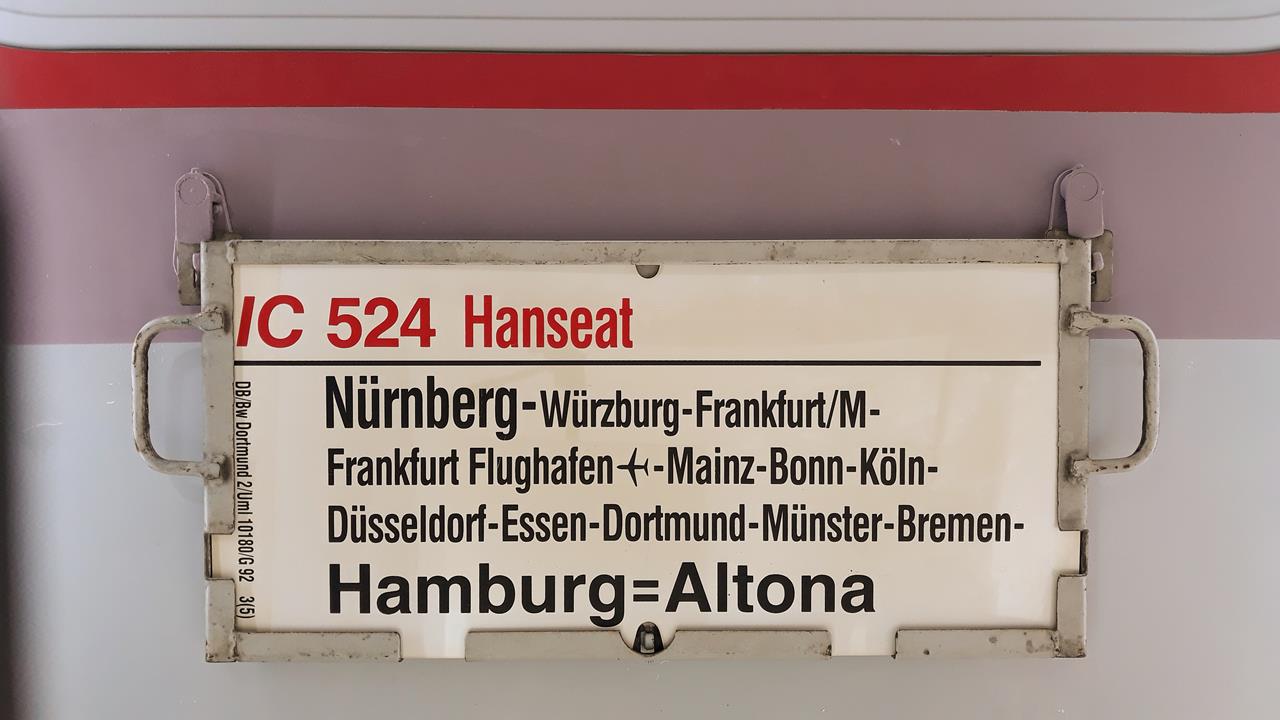 IC 524 Hanseat
Nürnberg-Würzburg-Frankfurt/M-
Frankfurt Flughafen✈-Mainz-Bonn-Köln-
Düsseldorf-Essen-Dortmund-Münster-Bremen-
Hamburg=Altona
DB/Bw Dortmund 2/Uml 10180/G 92 3(5)